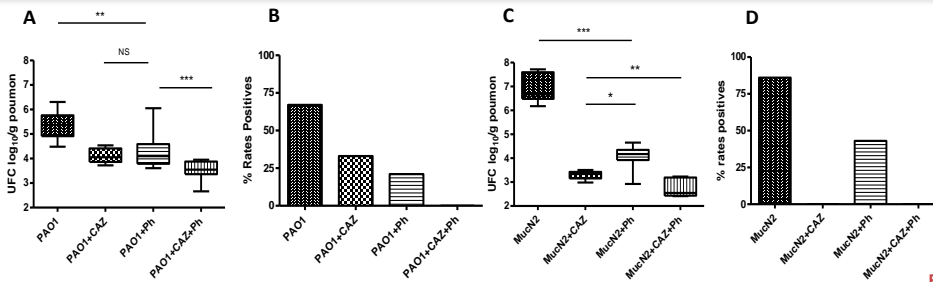 A
**
NS
***
UFC log10/g poumon
8
7
6
5
4
3
2
PAO1
PAO1+CAZ
PAO1+Ph
PAO1+CAZ+Ph
B
% Rates Positives
100
75
50
25
0
PAO1
PAO1+CAZ
PAO1+Ph
PAO1+CAZ+Ph
C
***
**
*
UFC log10/g poumon
8
7
6
5
4
3
2
MucN2
MucN2+CAZ
MucN2+Ph
MucN2+CAZ+Ph
D
% rates positives
100
75
50
25
0
MucN2
MucN2+CAZ
MucN2+Ph
MucN2+CAZ+Ph